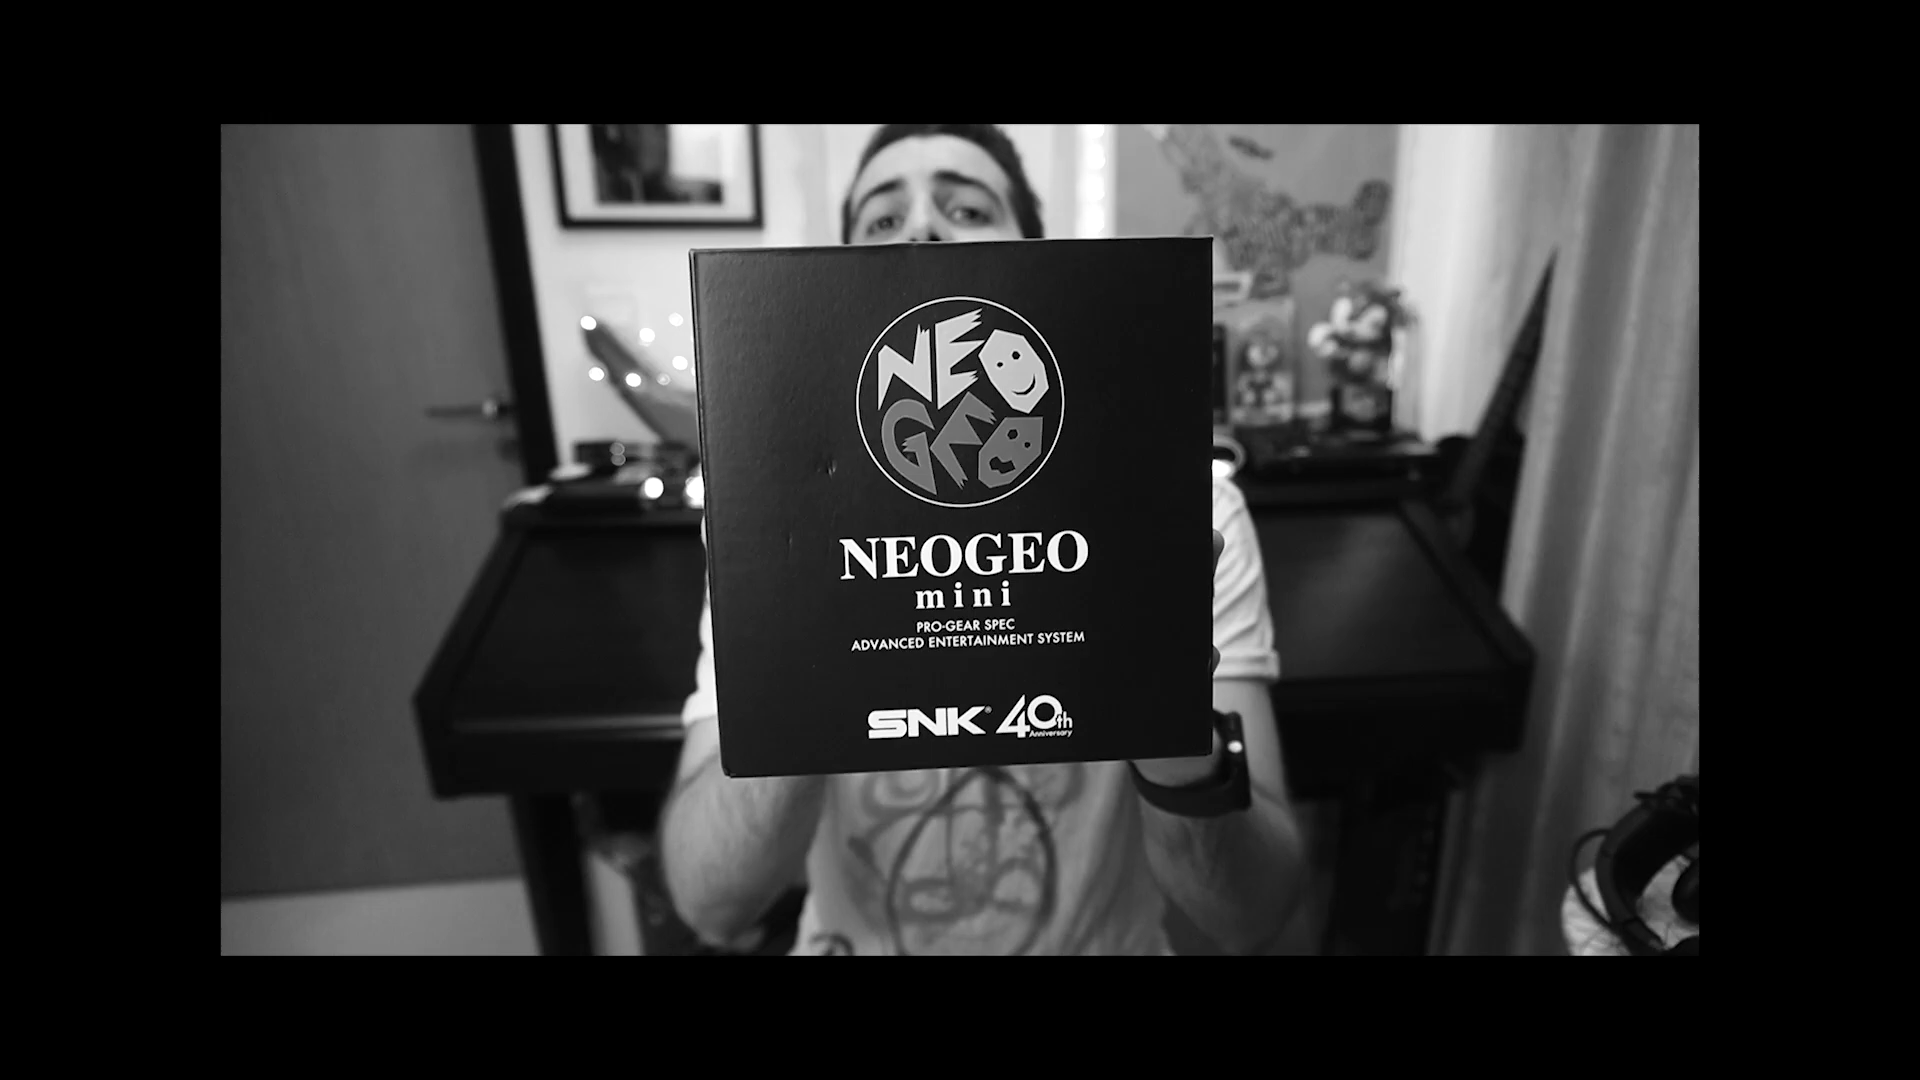 NEO
GEO
NEOGEO
mini
PRO-GEAR SPEC
ADVANCED ENTERTAINMENT SYSTEM
SNK® 40th
Anniversary